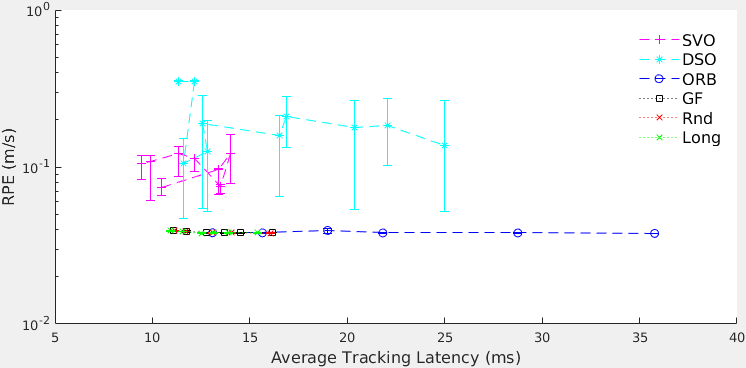 10^0
SVO
DSO
ORB
GF
Rnd
Long
RPE (m/s)
10^-1
10^-2
5 10 15 20 25 30 35 40
Average Tracking Latency (ms)